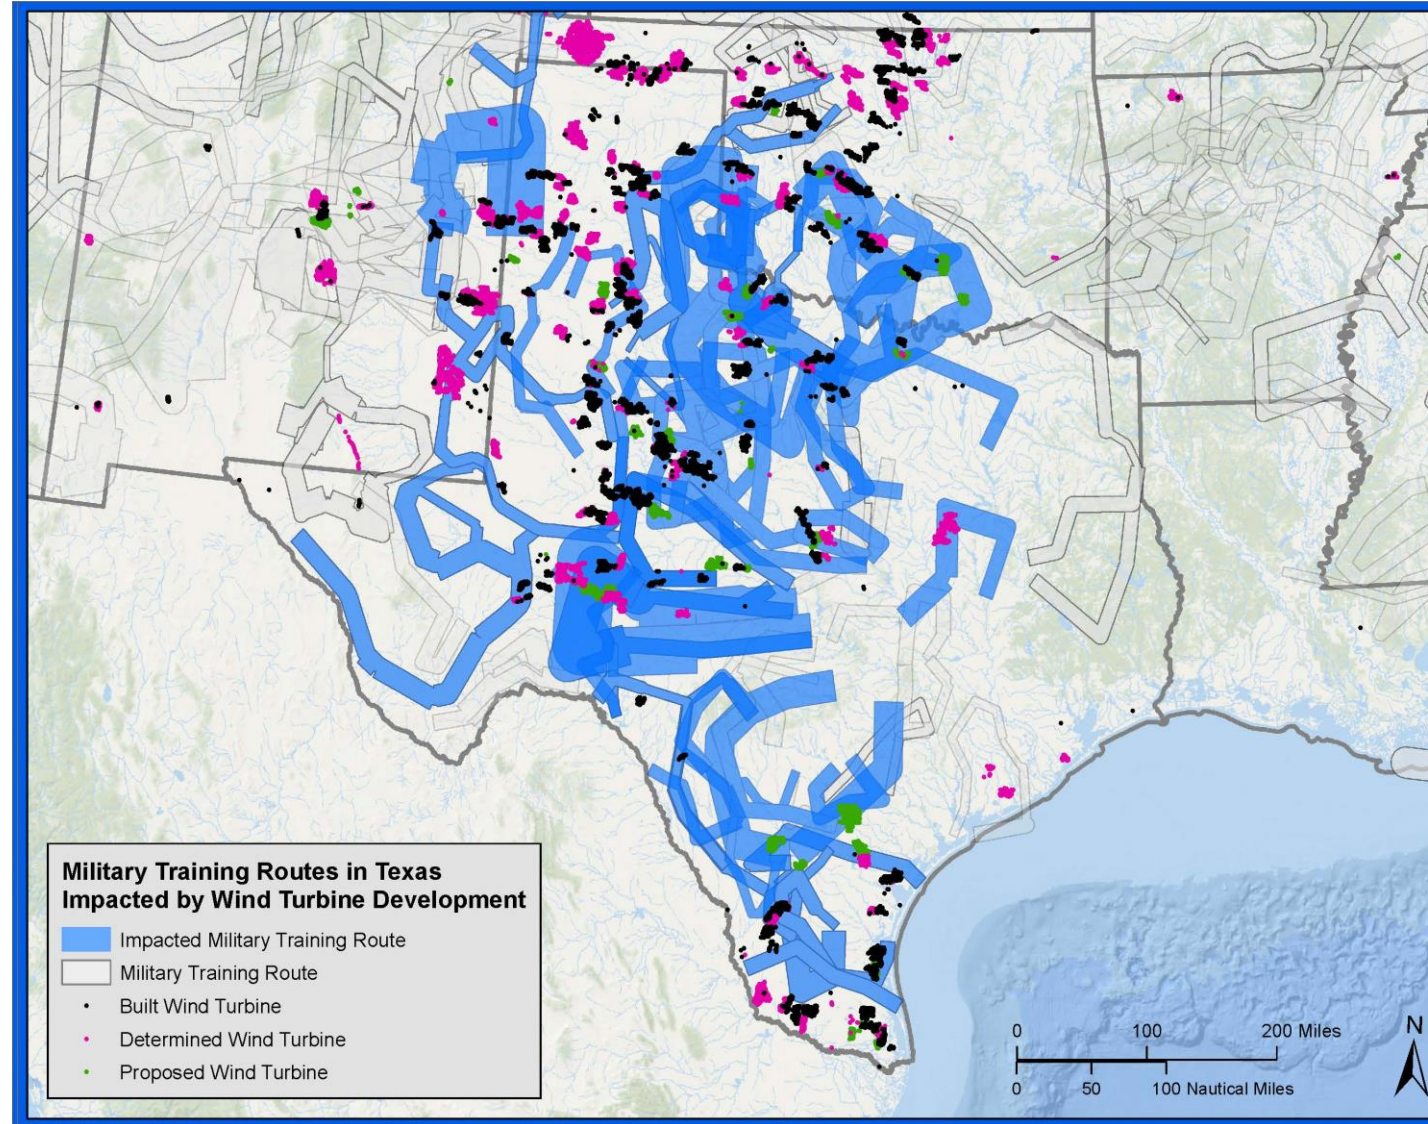 Military Training Routes in Texas
Impacted by Wind Turbine Development
Impacted Military Training Route
Military Training Route
Built Wind Turbine
Determined Wind Turbine
Proposed Wind Turbine
0 100 200 Miles
0 50 100 Nautical Miles
N